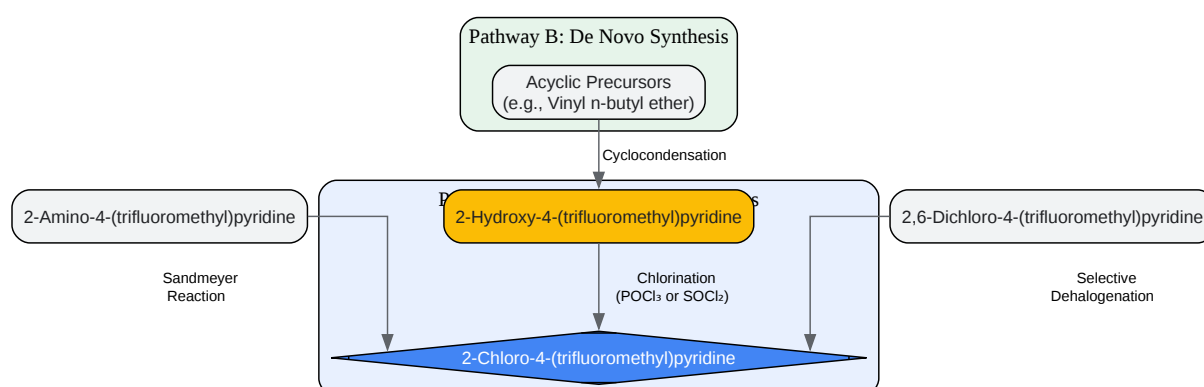 Pathway B: De Novo Synthesis
Acyclic Precursors
(e.g., Vinyl n-butyl ether)
Cyclocondensation
2-Amino-4-(trifluoromethyl)pyridine
2-Hydroxy-4-(trifluoromethyl)pyridine
2,6-Dichloro-4-(trifluoromethyl)pyridine
Sandmeyer
Reaction
Chlorination
(POCl₃ or SOCl₂)
Selective
Dehalogenation
2-Chloro-4-(trifluoromethyl)pyridine